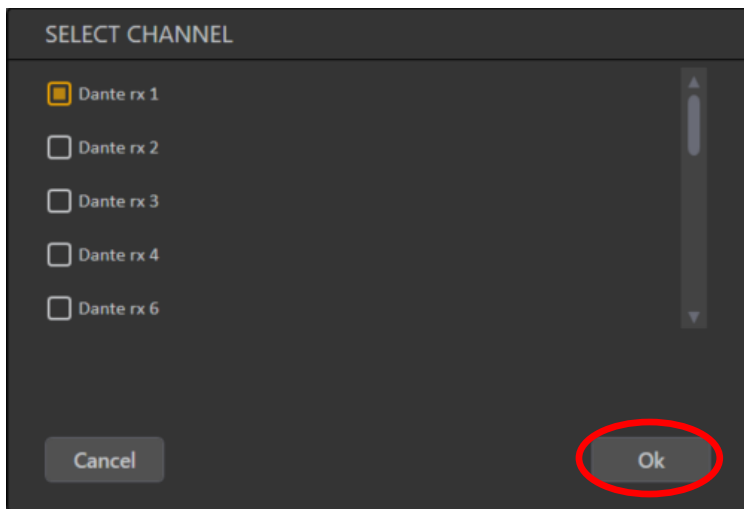 SELECT CHANNEL
Dante rx 1
Dante rx 2
Dante rx 3
Dante rx 4
Dante rx 6
Cancel
Ok